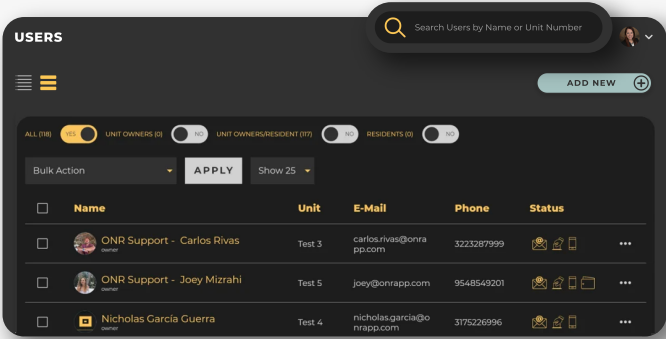 Search Users by Name or Unit Number
USERS
ADD NEW
ALL (118) YES UNIT OWNERS (0) NO UNIT OWNERS/RESIDENT (117) NO RESIDENTS (0) NO
Bulk Action APPLY Show 25
Name Unit E-Mail Phone Status
ONR Support - Carlos Rivas Test 3 carlos.rivas@onra 3223287999
owner pp.com
ONR Support - Joey Mizrahi Test 5 joey@onrapp.com 9548549201
owner
Nicholas García Guerra Test 4 nicholas.garcia@o 3175226996
owner nrapp.com